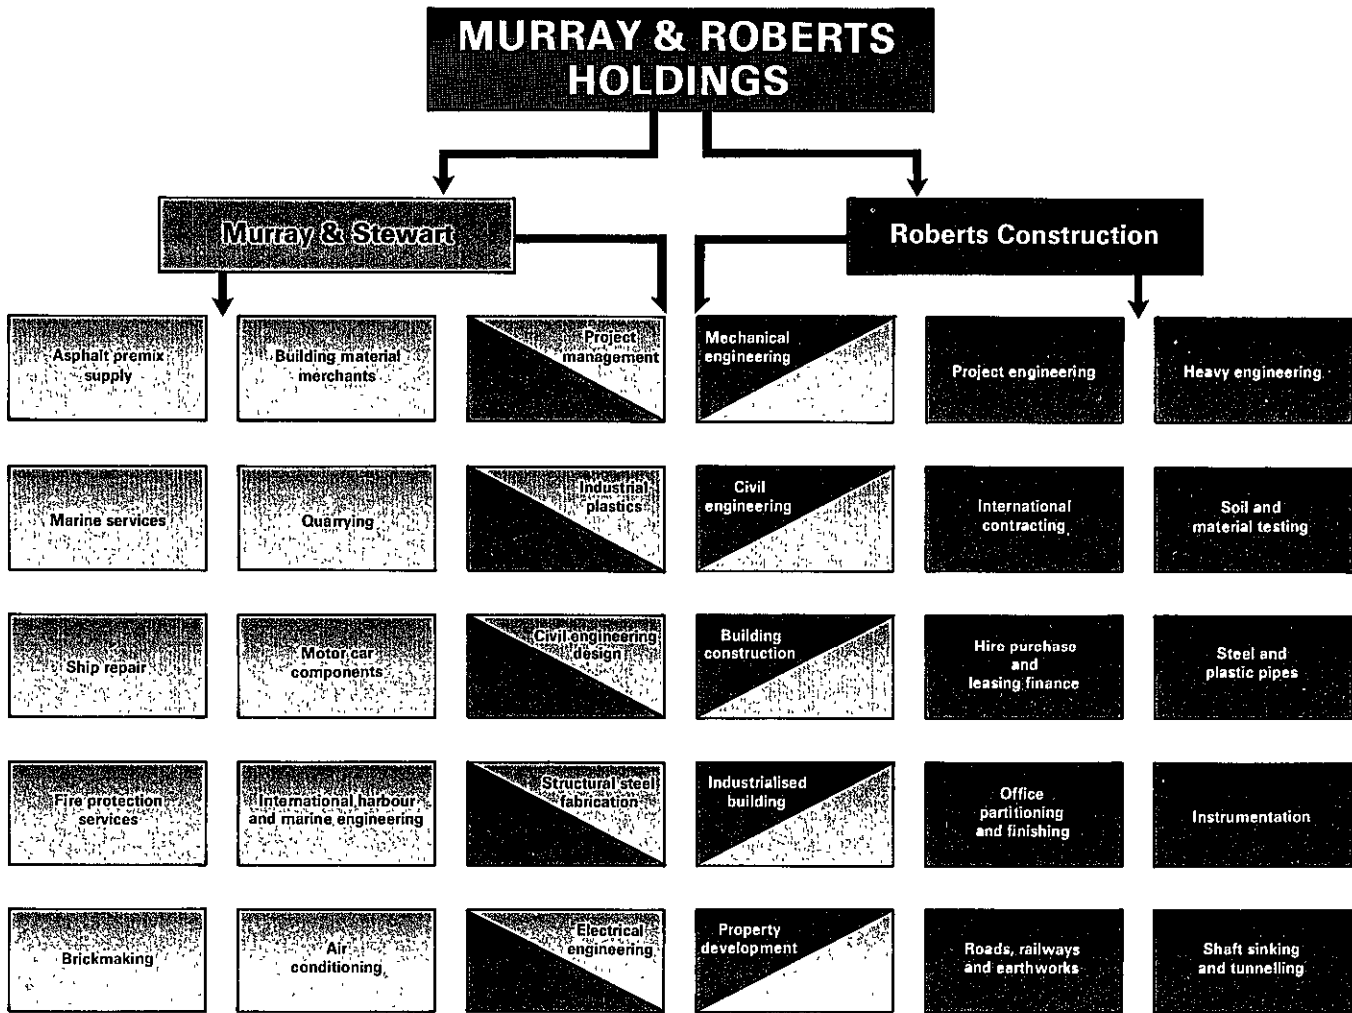 MURRAY & ROBERTS
HOLDINGS
Murray & Stewart
Roberts Construction
Asphalt premix
supply
Building material
merchants
Project
management
Mechanical
engineering
Project engineering
Heavy engineering
Marine services
Quarrying
Industrial
plastics
Civil
engineering
International
contracting
Soil and
material testing
Ship repair
Motor car
components
Civil engineering
design
Building
construction
Hire purchase
and
leasing finance
Steel and
plastic pipes
Fire protection
services
International harbour
and marine engineering
Structural steel
fabrication
Industrialised
building
Office
partitioning
and finishing
Instrumentation
Brickmaking
Air
conditioning
Electrical
engineering
Property
development
Roads, railways
and earthworks
Shaft sinking
and tunnelling